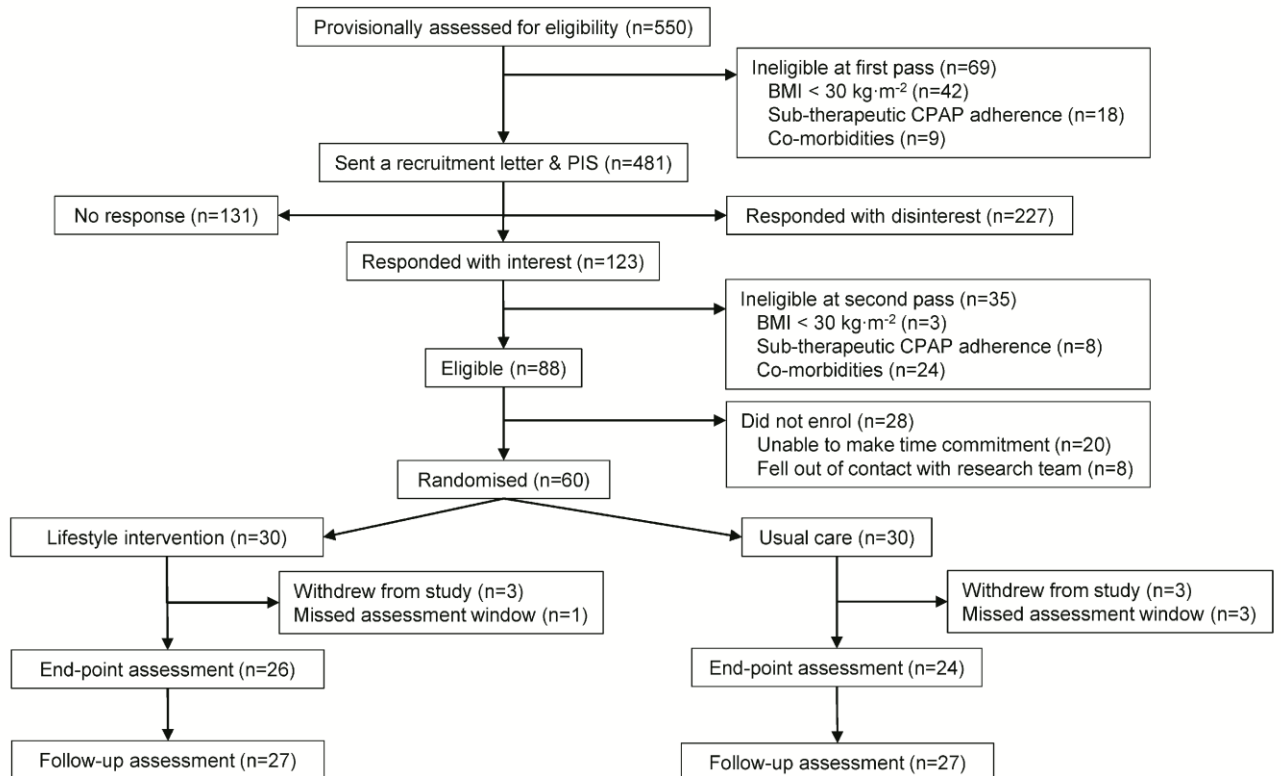 Provisionally assessed for eligibility (n=550)
Ineligible at first pass (n=69)
BMI < 30 kg·m⁻² (n=42)
Sub-therapeutic CPAP adherence (n=18)
Co-morbidities (n=9)
Sent a recruitment letter & PIS (n=481)
No response (n=131)
Responded with disinterest (n=227)
Responded with interest (n=123)
Ineligible at second pass (n=35)
BMI < 30 kg·m⁻² (n=3)
Sub-therapeutic CPAP adherence (n=8)
Co-morbidities (n=24)
Eligible (n=88)
Did not enrol (n=28)
Unable to make time commitment (n=20)
Fell out of contact with research team (n=8)
Randomised (n=60)
Lifestyle intervention (n=30)
Usual care (n=30)
Withdrew from study (n=3)
Missed assessment window (n=1)
Withdrew from study (n=3)
Missed assessment window (n=3)
End-point assessment (n=26)
End-point assessment (n=24)
Follow-up assessment (n=27)
Follow-up assessment (n=27)